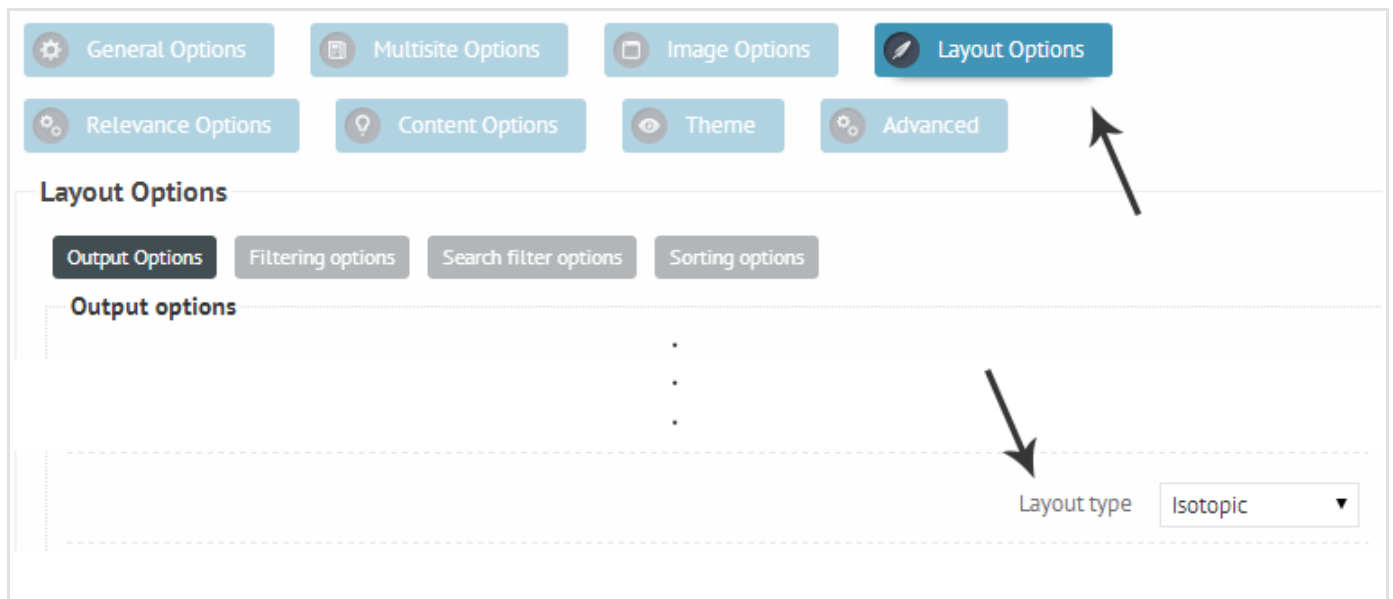 General Options Multisite Options Image Options Layout Options
Relevance Options Content Options Theme Advanced
Layout Options
Output Options Filtering options Search filter options Sorting options
Output options
.
.
.
Layout type Isotopic